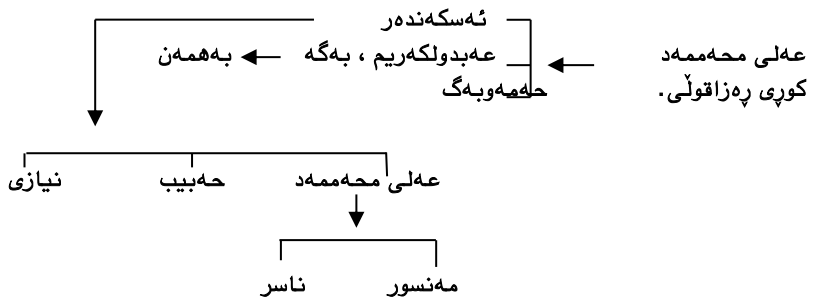 ئەسکەندەر
عەلی محەممەد عەبدولکەریم ، بەگە بەهمەن
کوڕی ڕەزاقوڵی. حەمەوبەگ
عەلی محەممەد حەبیب نیازی
مەنسور ناسر